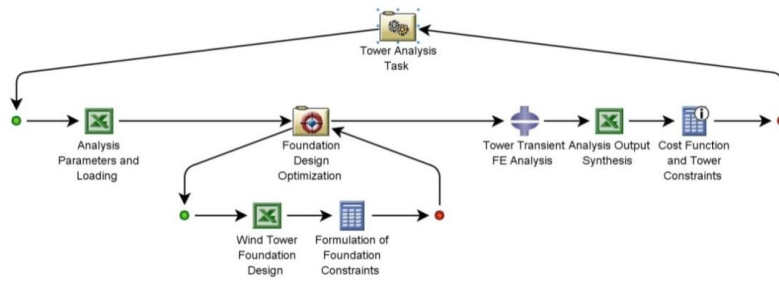 Tower Analysis
Task
Analysis
Parameters and
Loading
Foundation
Design
Optimization
Tower Transient
FE Analysis
Analysis Output
Synthesis
Cost Function
and Tower
Constraints
Wind Tower
Foundation
Design
Formulation of
Foundation
Constraints